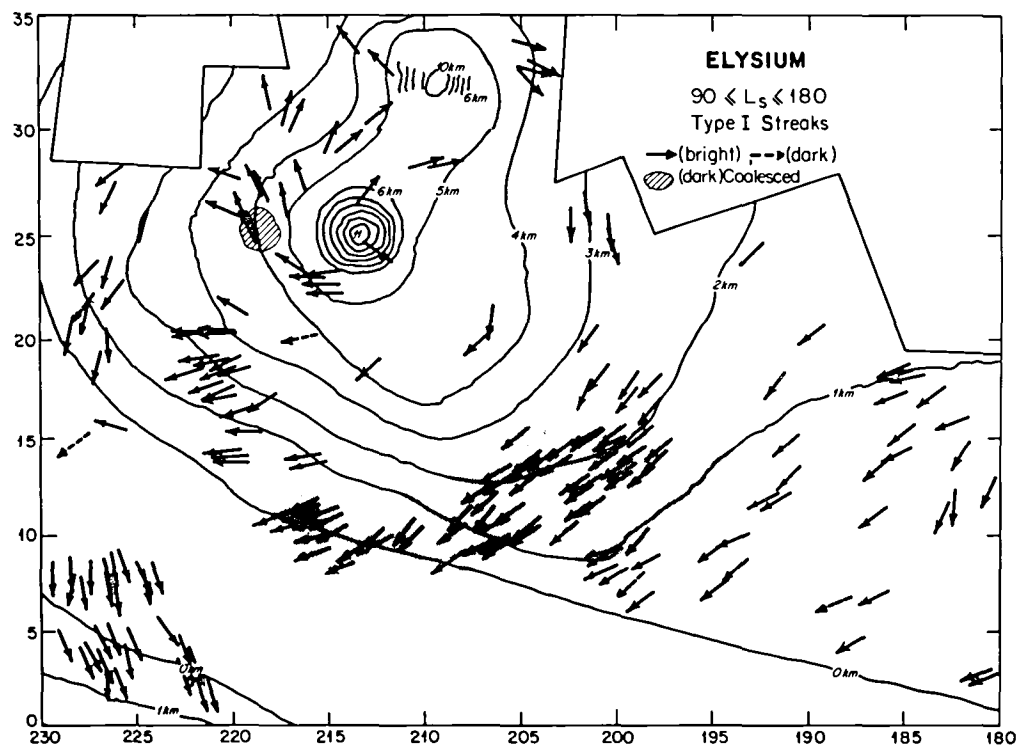 ELYSIUM
90 ⩽ Ls ⩽ 180
Type I Streaks
(bright) (dark)
(dark)Coalesced
35
30
25
20
15
10
5
0
10km
6km
6km
5km
11
4km
3km
2km
1km
0km
0km
1km
230 225 220 215 210 205 200 195 190 185 180